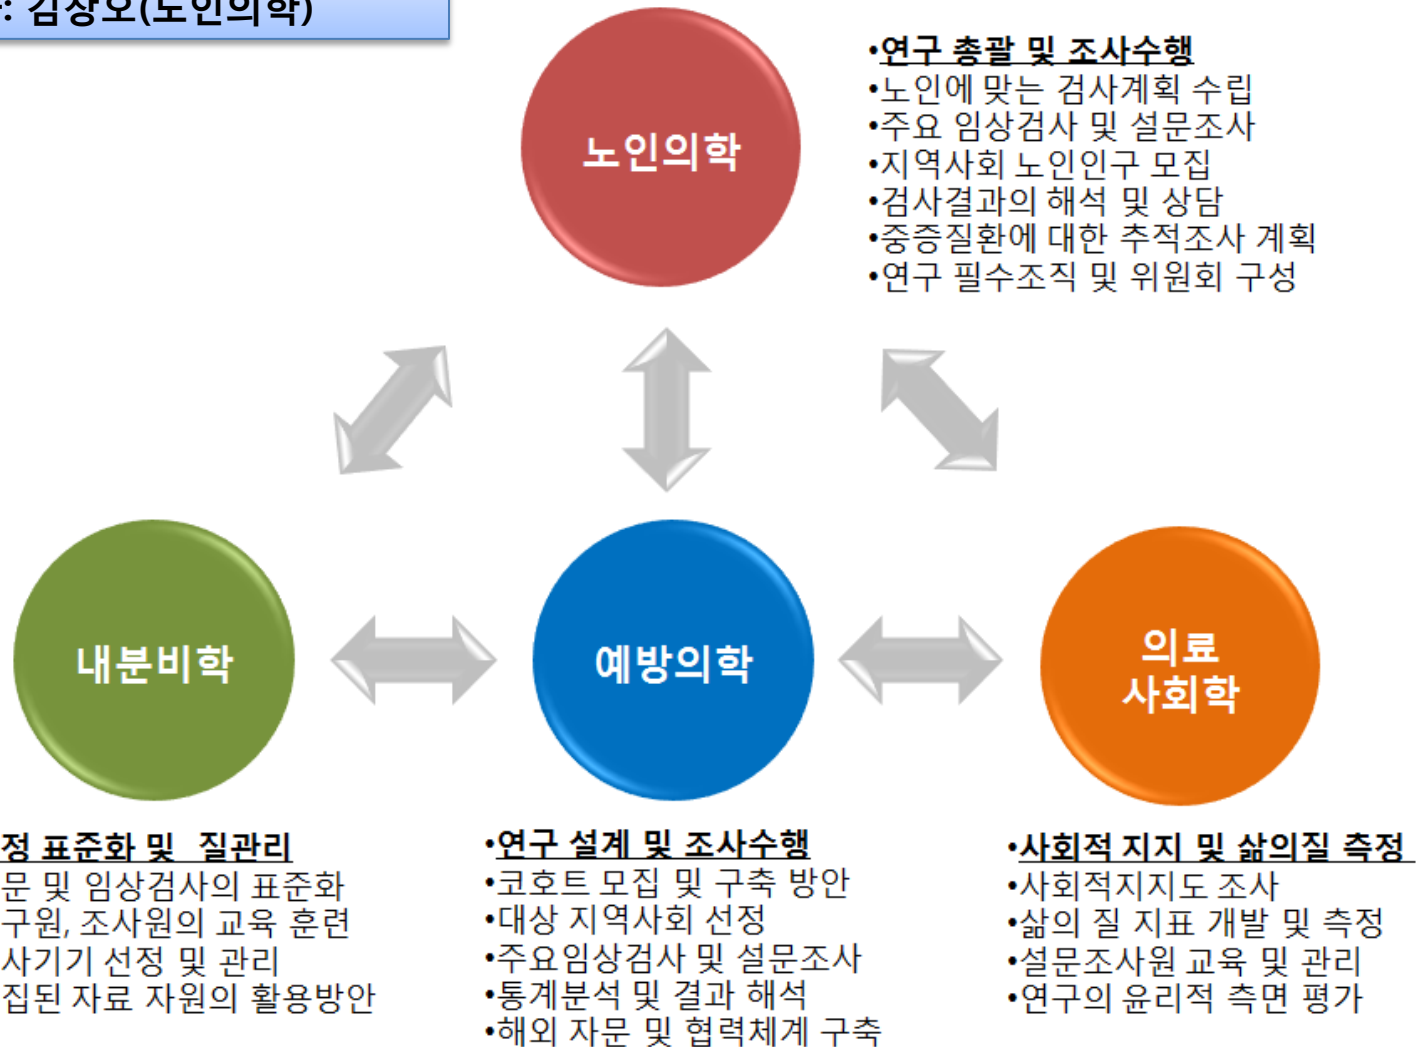 : 김창오(노인의학)
노인의학
•연구 총괄 및 조사수행
•노인에 맞는 검사계획 수립
•주요 임상검사 및 설문조사
•지역사회 노인인구 모집
•검사결과의 해석 및 상담
•중증질환에 대한 추적조사 계획
•연구 필수조직 및 위원회 구성
내분비학
예방의학
의료
사회학
정 표준화 및 질관리
문 및 임상검사의 표준화
구원, 조사원의 교육 훈련
사기기 선정 및 관리
집된 자료 자원의 활용방안
•연구 설계 및 조사수행
•코호트 모집 및 구축 방안
•대상 지역사회 선정
•주요임상검사 및 설문조사
•통계분석 및 결과 해석
•해외 자문 및 협력체계 구축
•사회적 지지 및 삶의질 측정
•사회적지지도 조사
•삶의 질 지표 개발 및 측정
•설문조사원 교육 및 관리
•연구의 윤리적 측면 평가